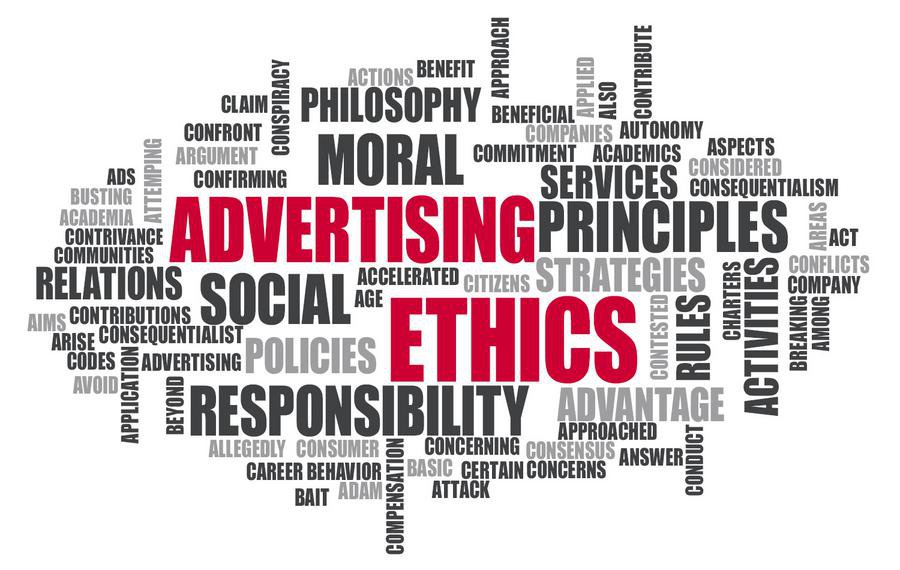 APPROACH
CONTRIBUTE
ACTIONS
BENEFIT
CONSPIRACY
APPLIED
ALSO
CLAIM
PHILOSOPHY
BENEFICIAL
CONFRONT
COMPANIES
AUTONOMY
MORAL
ARGUMENT
COMMITMENT
ACADEMICS
ASPECTS
ATTEMPING
CONSIDERED
ADS
CONFIRMING
SERVICES
CONSEQUENTIALISM
BUSTING
ADVERTISING
PRINCIPLES
AREAS
ACADEMIA
CONTRIVANCE
ACT
COMMUNITIES
RELATIONS
SOCIAL
ACCELERATED
CITIZENS
STRATEGIES
CHARTERS
ACTIVITIES
CONFLICTS
COMPANY
AGE
ETHICS
CONTESTED
RULES
BREAKING
AMONG
AIMS
CONTRIBUTIONS
ARISE
CONSEQUENTIALIST
CODES
ADVERTISING
POLICIES
AVOID
APPLICATION
BEYOND
RESPONSIBILITY
ADVANTAGE
APPROACHED
ALLEGEDLY
CONSUMER
CONCERNING
CONSENSUS
ANSWER
CONDUCT
CAREER
BEHAVIOR
COMPENSATION
BASIC
CERTAIN
CONCERNS
BAIT
ADAM
ATTACK